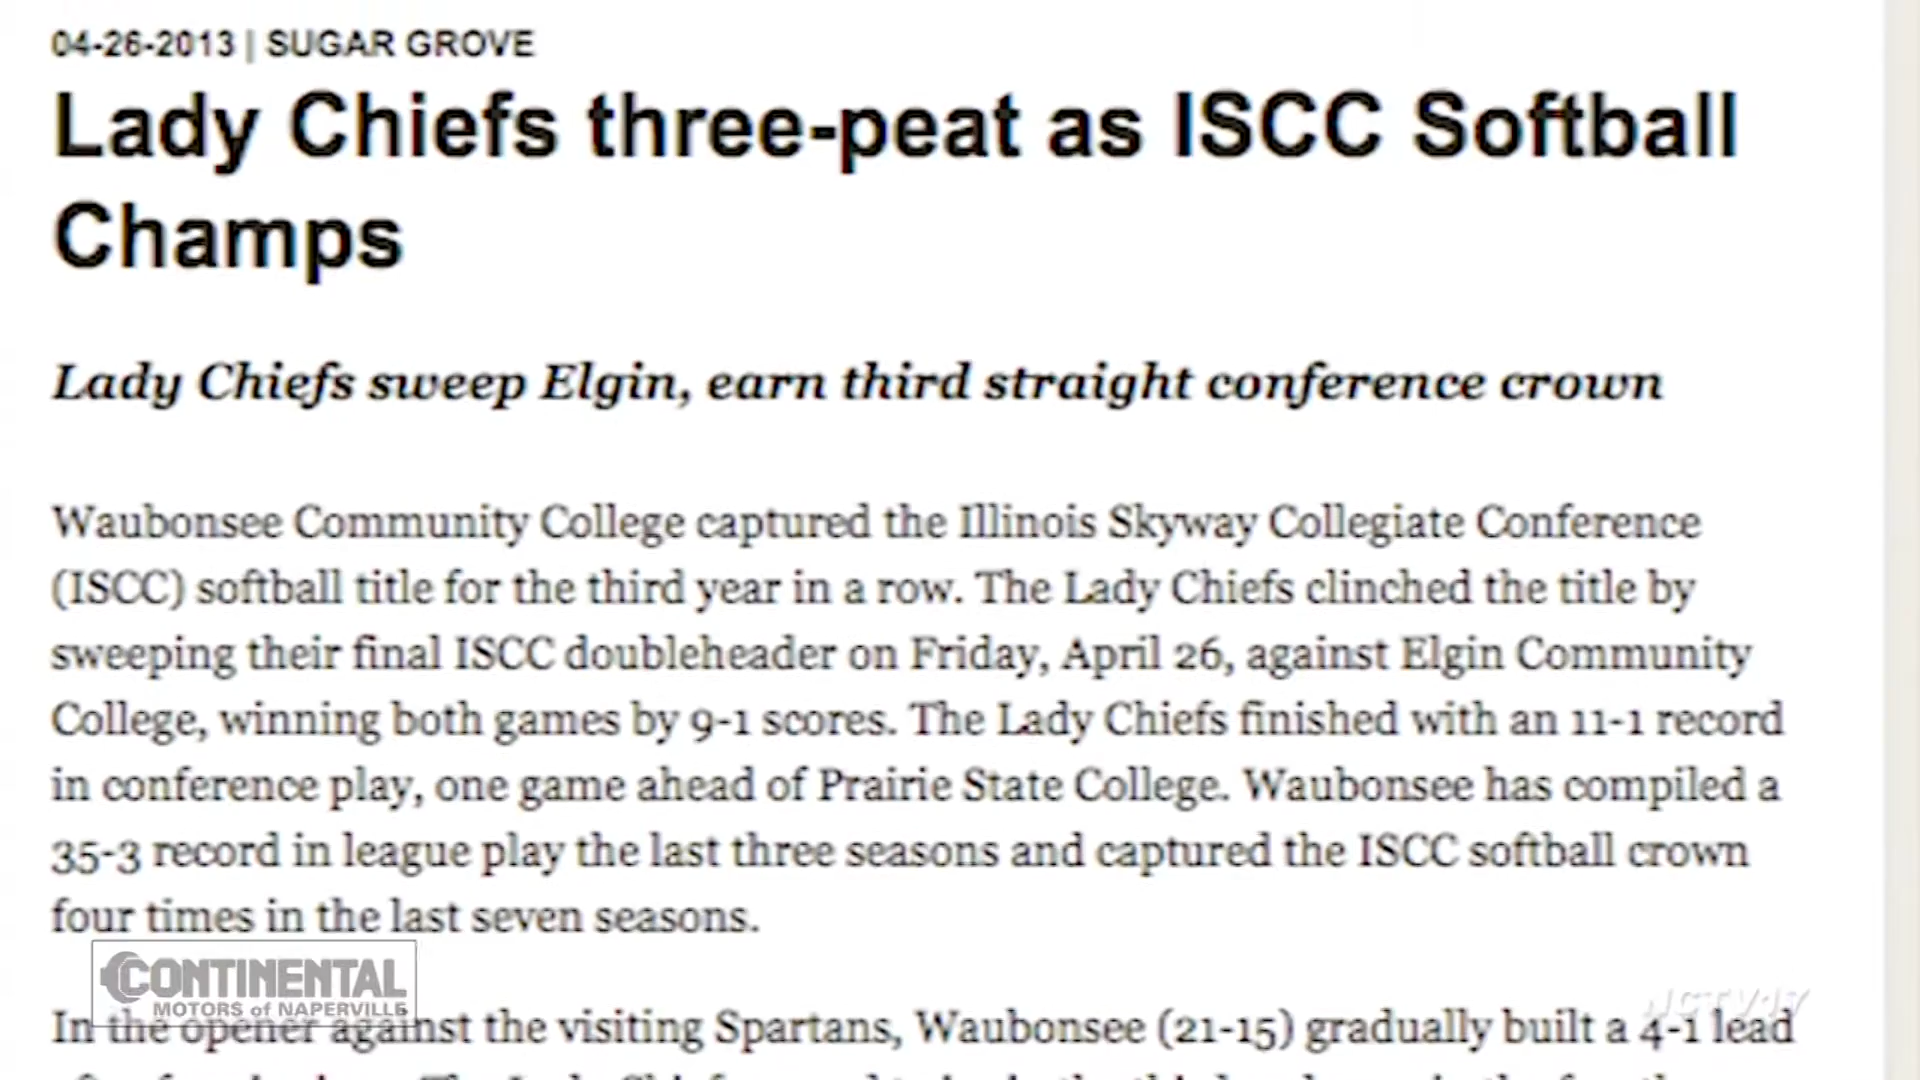 04-26-2013 | SUGAR GROVE
Lady Chiefs three-peat as ISCC Softball
Champs
Lady Chiefs sweep Elgin, earn third straight conference crown
Waubonsee Community College captured the Illinois Skyway Collegiate Conference
(ISCC) softball title for the third year in a row. The Lady Chiefs clinched the title by
sweeping their final ISCC doubleheader on Friday, April 26, against Elgin Community
College, winning both games by 9-1 scores. The Lady Chiefs finished with an 11-1 record
in conference play, one game ahead of Prairie State College. Waubonsee has compiled a
35-3 record in league play the last three seasons and captured the ISCC softball crown
four times in the last seven seasons.
CONTINENTAL
MOTORS of NAPERVILLE
NCTV17
In the opener against the visiting Spartans, Waubonsee (21-15) gradually built a 4-1 lead